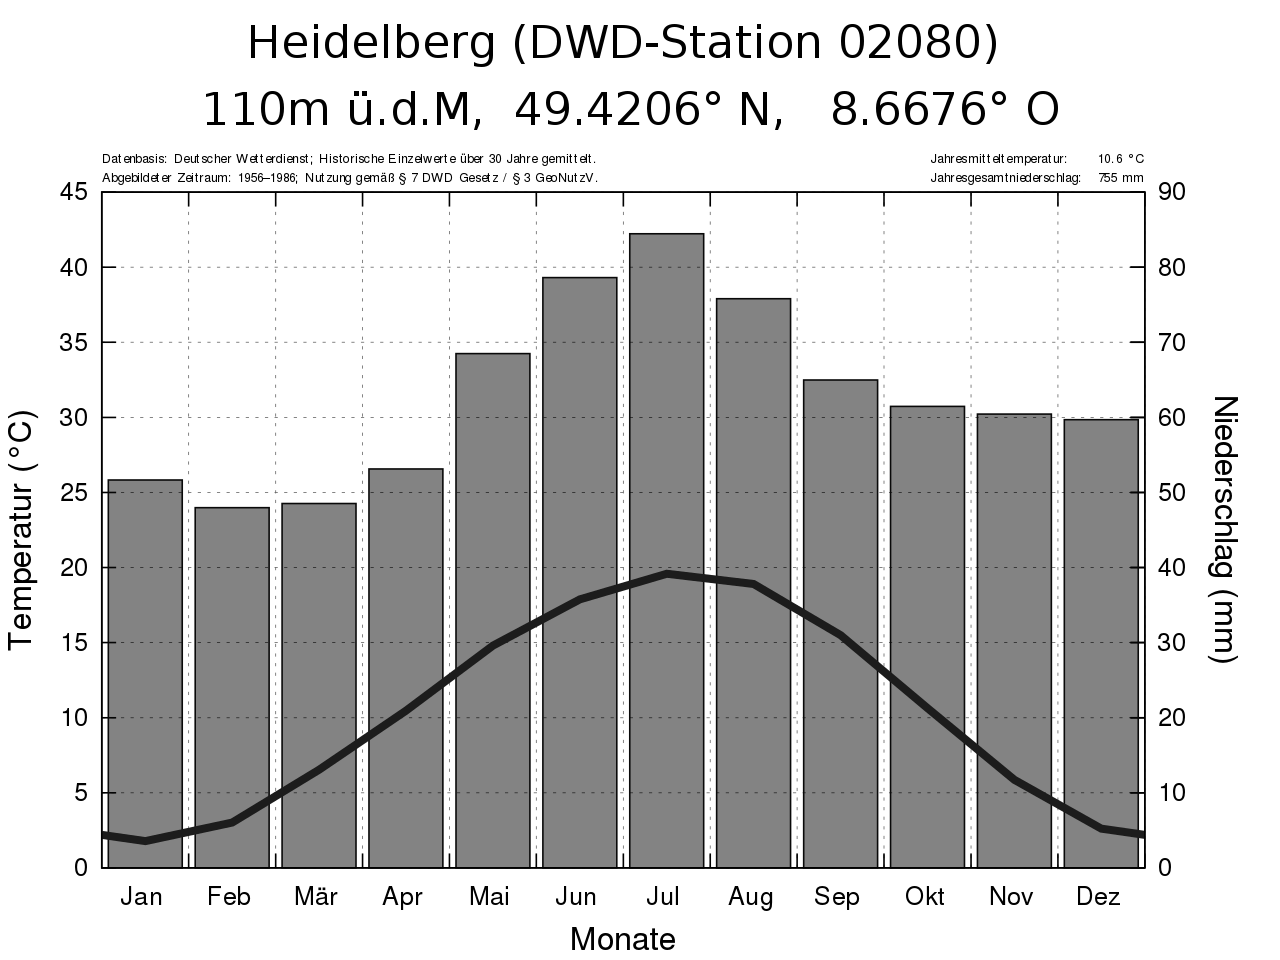 Heidelberg (DWD-Station 02080)
110m ü.d.M, 49.4206° N, 8.6676° O
Datenbasis: Deutscher Wetterdienst; Historische Einzelwerte über 30 Jahre gemittelt.
Jahresmitteltemperatur: 10.6 °C
Abgebildeter Zeitraum: 1956–1986; Nutzung gemäß § 7 DWD Gesetz / § 3 GeoNutzV.
Jahresgesamtniederschlag: 755 mm
45 90
40 80
35 70
30 60
25 50
20 40
15 30
10 20
5 10
0 0
Temperatur (°C)
Niederschlag (mm)
Jan Feb Mär Apr Mai Jun Jul Aug Sep Okt Nov Dez
Monate